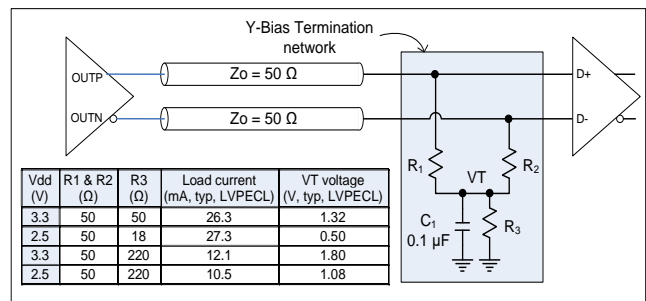 Y-Bias Termination
network
OUTP
OUTN
Zo = 50 Ω
Zo = 50 Ω
D+
D-
R1
VT
R2
C1
0.1 µF
R3
Vdd (V) R1 & R2 (Ω) R3 (Ω) Load current (mA, typ, LVPECL) VT voltage (V, typ, LVPECL)
3.3 50 50 26.3 1.32
2.5 50 18 27.3 0.50
3.3 50 220 12.1 1.80
2.5 50 220 10.5 1.08